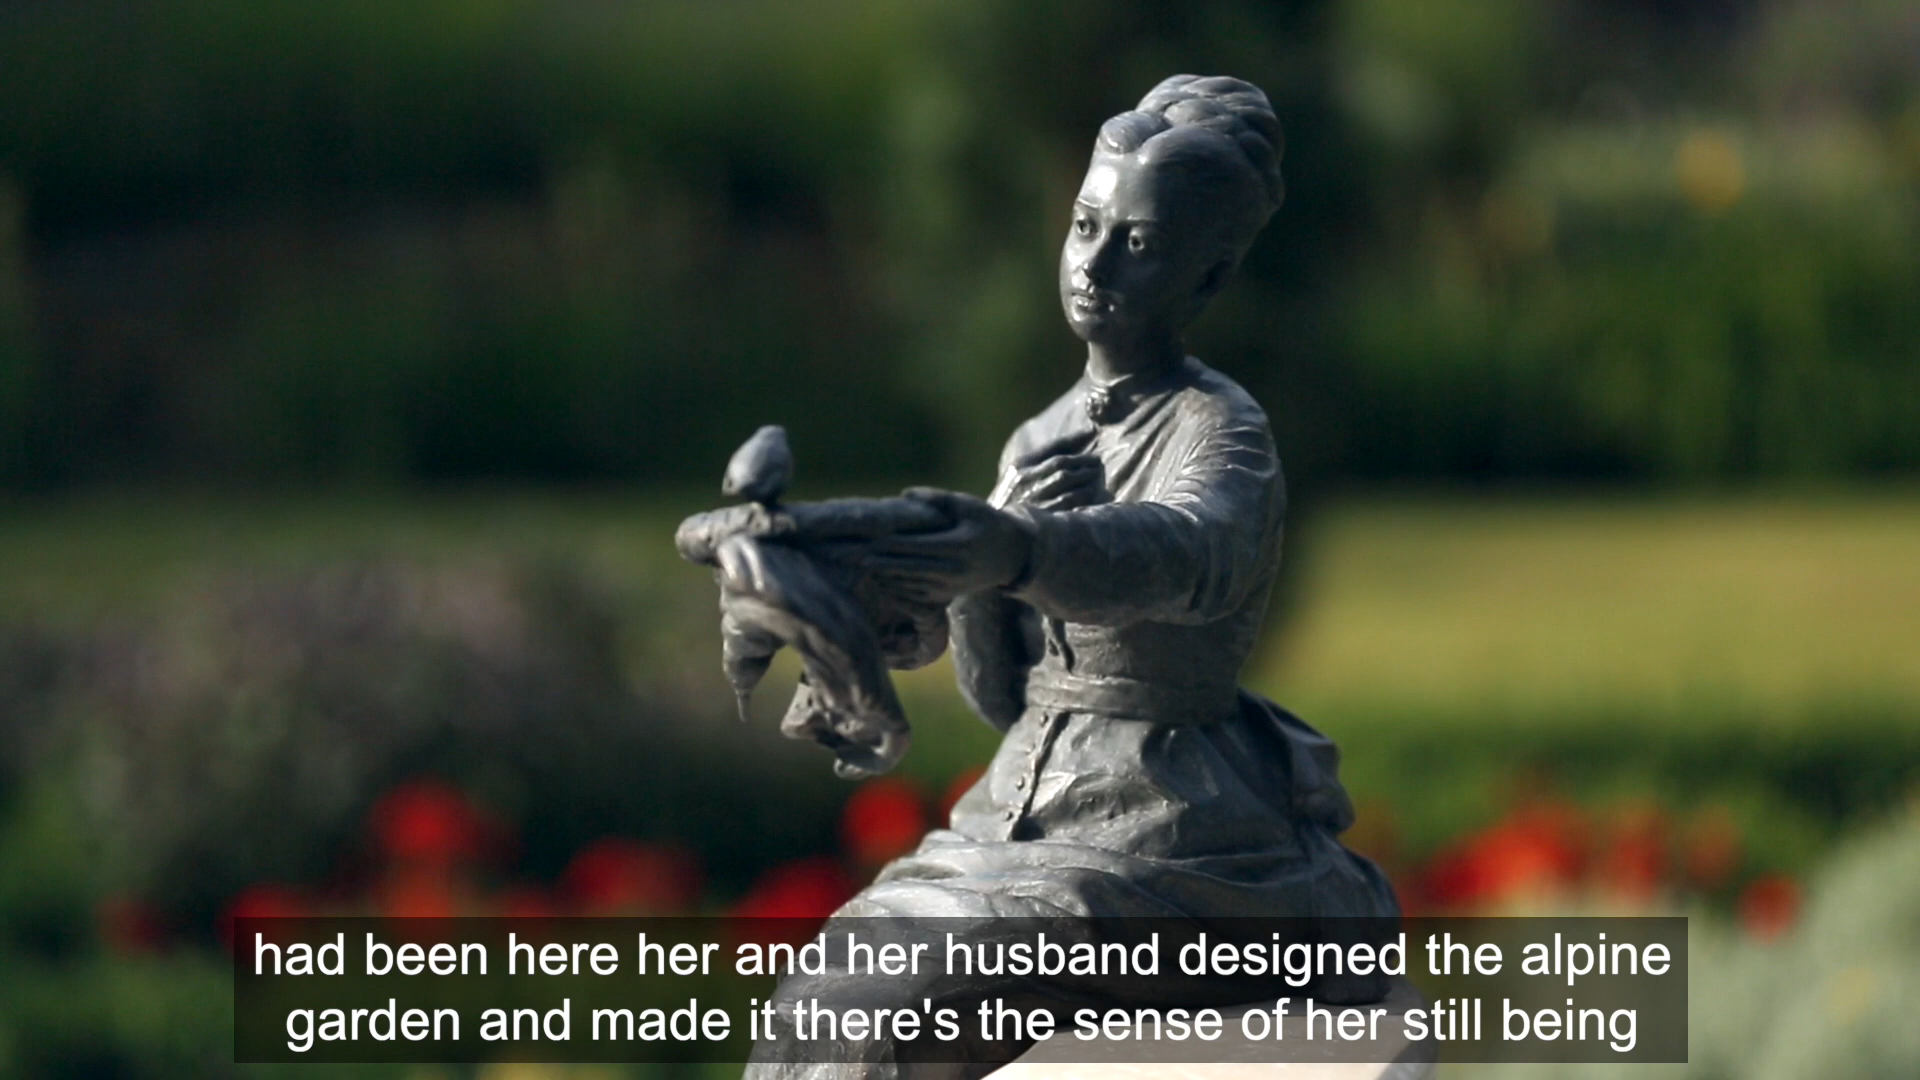 had been here her and her husband designed the alpine
garden and made it there's the sense of her still being